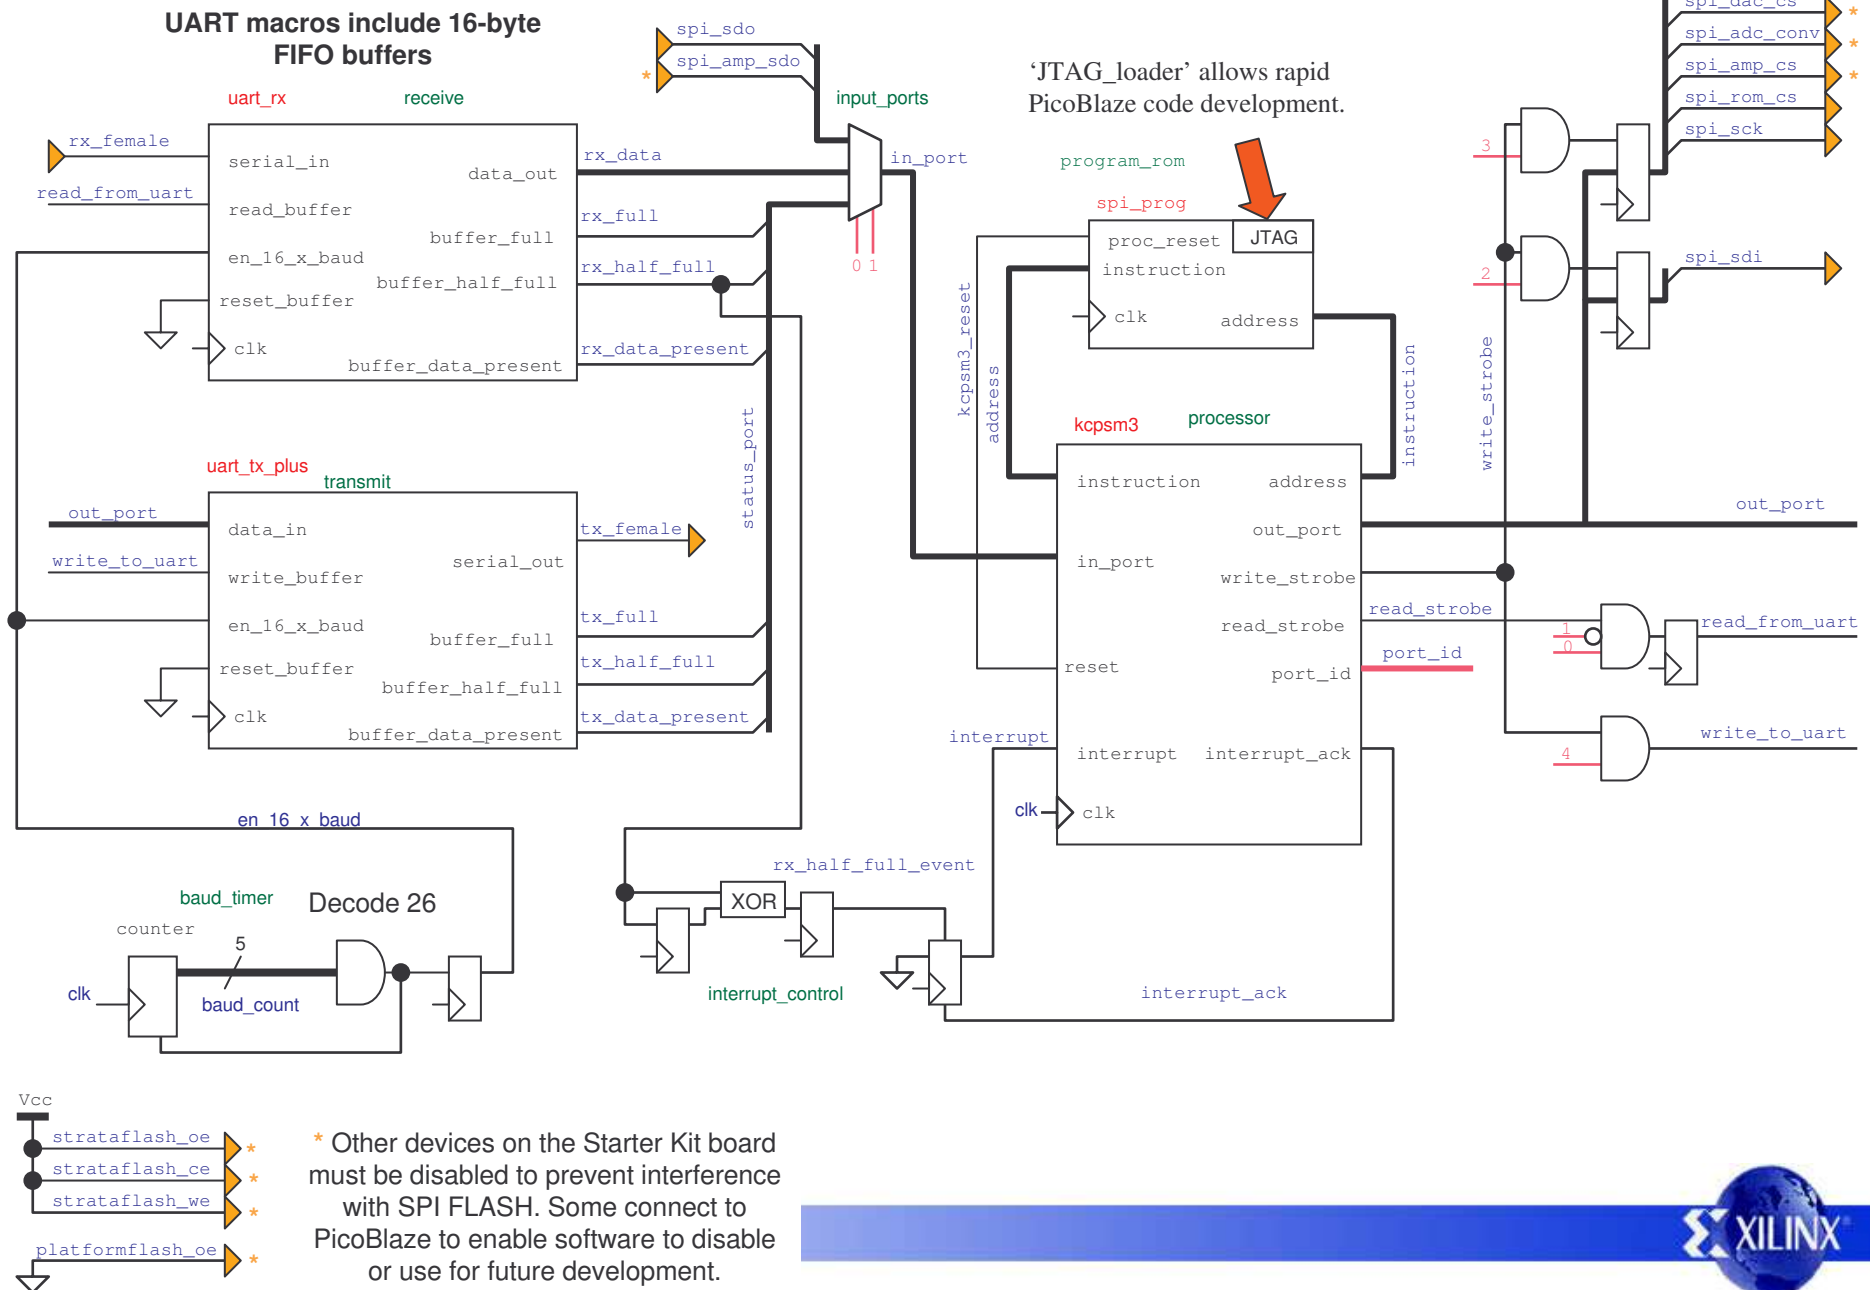 UART macros include 16-byte
FIFO buffers
uart_rx
receive
rx_female
serial_in
read_from_uart
read_buffer
en_16_x_baud
reset_buffer
clk
data_out
buffer_full
buffer_half_full
buffer_data_present
rx_data
rx_full
rx_half_full
rx_data_present
spi_sdo
spi_amp_sdo
*
input_ports
in_port
0 1
status_port
uart_tx_plus
transmit
out_port
data_in
write_to_uart
write_buffer
en_16_x_baud
reset_buffer
clk
serial_out
buffer_full
buffer_half_full
buffer_data_present
tx_female
tx_full
tx_half_full
tx_data_present
en_16_x_baud
baud_timer
Decode 26
counter
5
clk
baud_count
‘JTAG_loader’ allows rapid
PicoBlaze code development.
program_rom
spi_prog
proc_reset
JTAG
instruction
clk
address
kcpsm3_reset
address
instruction
kcpsm3
processor
instruction
address
out_port
in_port
write_strobe
read_strobe
reset
port_id
interrupt
interrupt_ack
clk
clk
interrupt
read_strobe
port_id
rx_half_full_event
XOR
interrupt_control
interrupt_ack
spi_dac_cs
*
spi_adc_conv
*
spi_amp_cs
*
spi_rom_cs
spi_sck
3
2
spi_sdi
write_strobe
out_port
1
0
read_from_uart
4
write_to_uart
Vcc
strataflash_oe
*
strataflash_ce
*
strataflash_we
*
platformflash_oe
*
* Other devices on the Starter Kit board
must be disabled to prevent interference
with SPI FLASH. Some connect to
PicoBlaze to enable software to disable
or use for future development.
XILINX